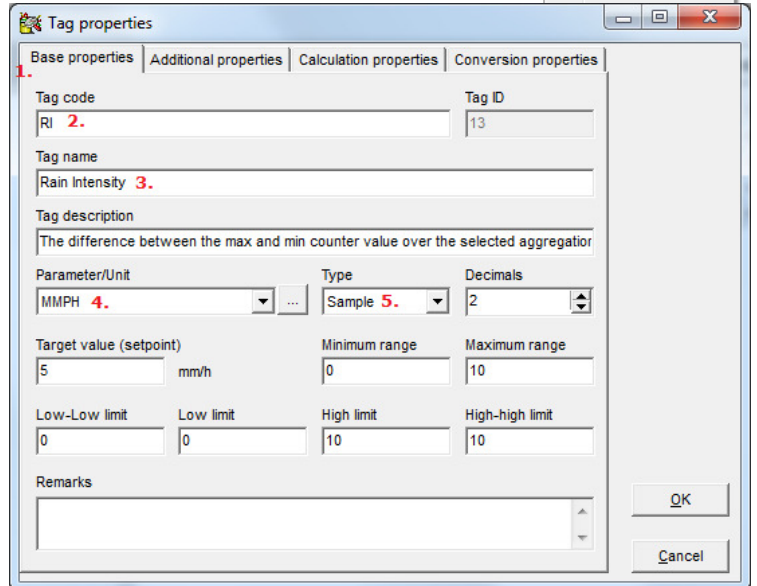 Tag properties
Base properties Additional properties Calculation properties Conversion properties
1.
Tag code Tag ID
RI 2. 13
Tag name
Rain Intensity 3.
Tag description
The difference between the max and min counter value over the selected aggregation
Parameter/Unit Type Decimals
MMPH 4. ... Sample 5. 2
Target value (setpoint) Minimum range Maximum range
5 mm/h 0 10
Low-Low limit Low limit High limit High-high limit
0 0 10 10
Remarks
OK
Cancel